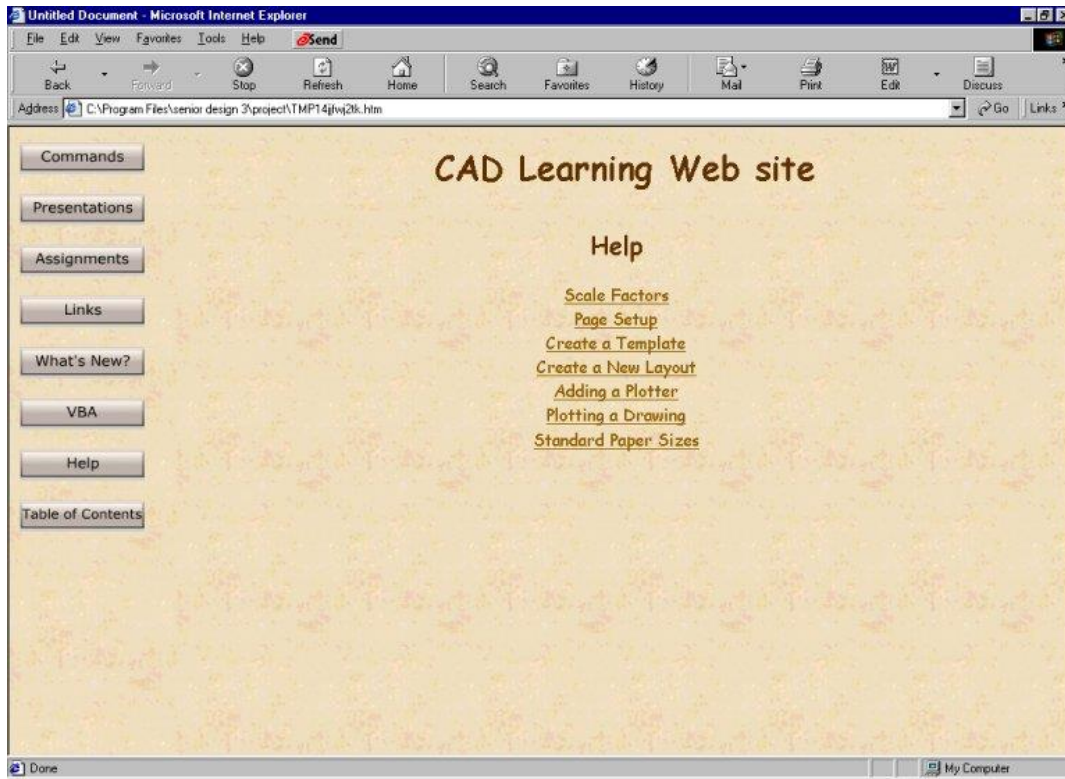 Untitled Document - Microsoft Internet Explorer
File Edit View Favorites Tools Help eSend
Back Forward Stop Refresh Home Search Favorites History Mail Print Edit Discuss
Address C:\Program Files\senior design 3\project\TMP14jjlwj2tk.htm Go Links
Commands
CAD Learning Web site
Presentations
Help
Assignments
Scale Factors
Links
Page Setup
Create a Template
What's New?
Create a New Layout
Adding a Plotter
VBA
Plotting a Drawing
Standard Paper Sizes
Help
Table of Contents
Done My Computer